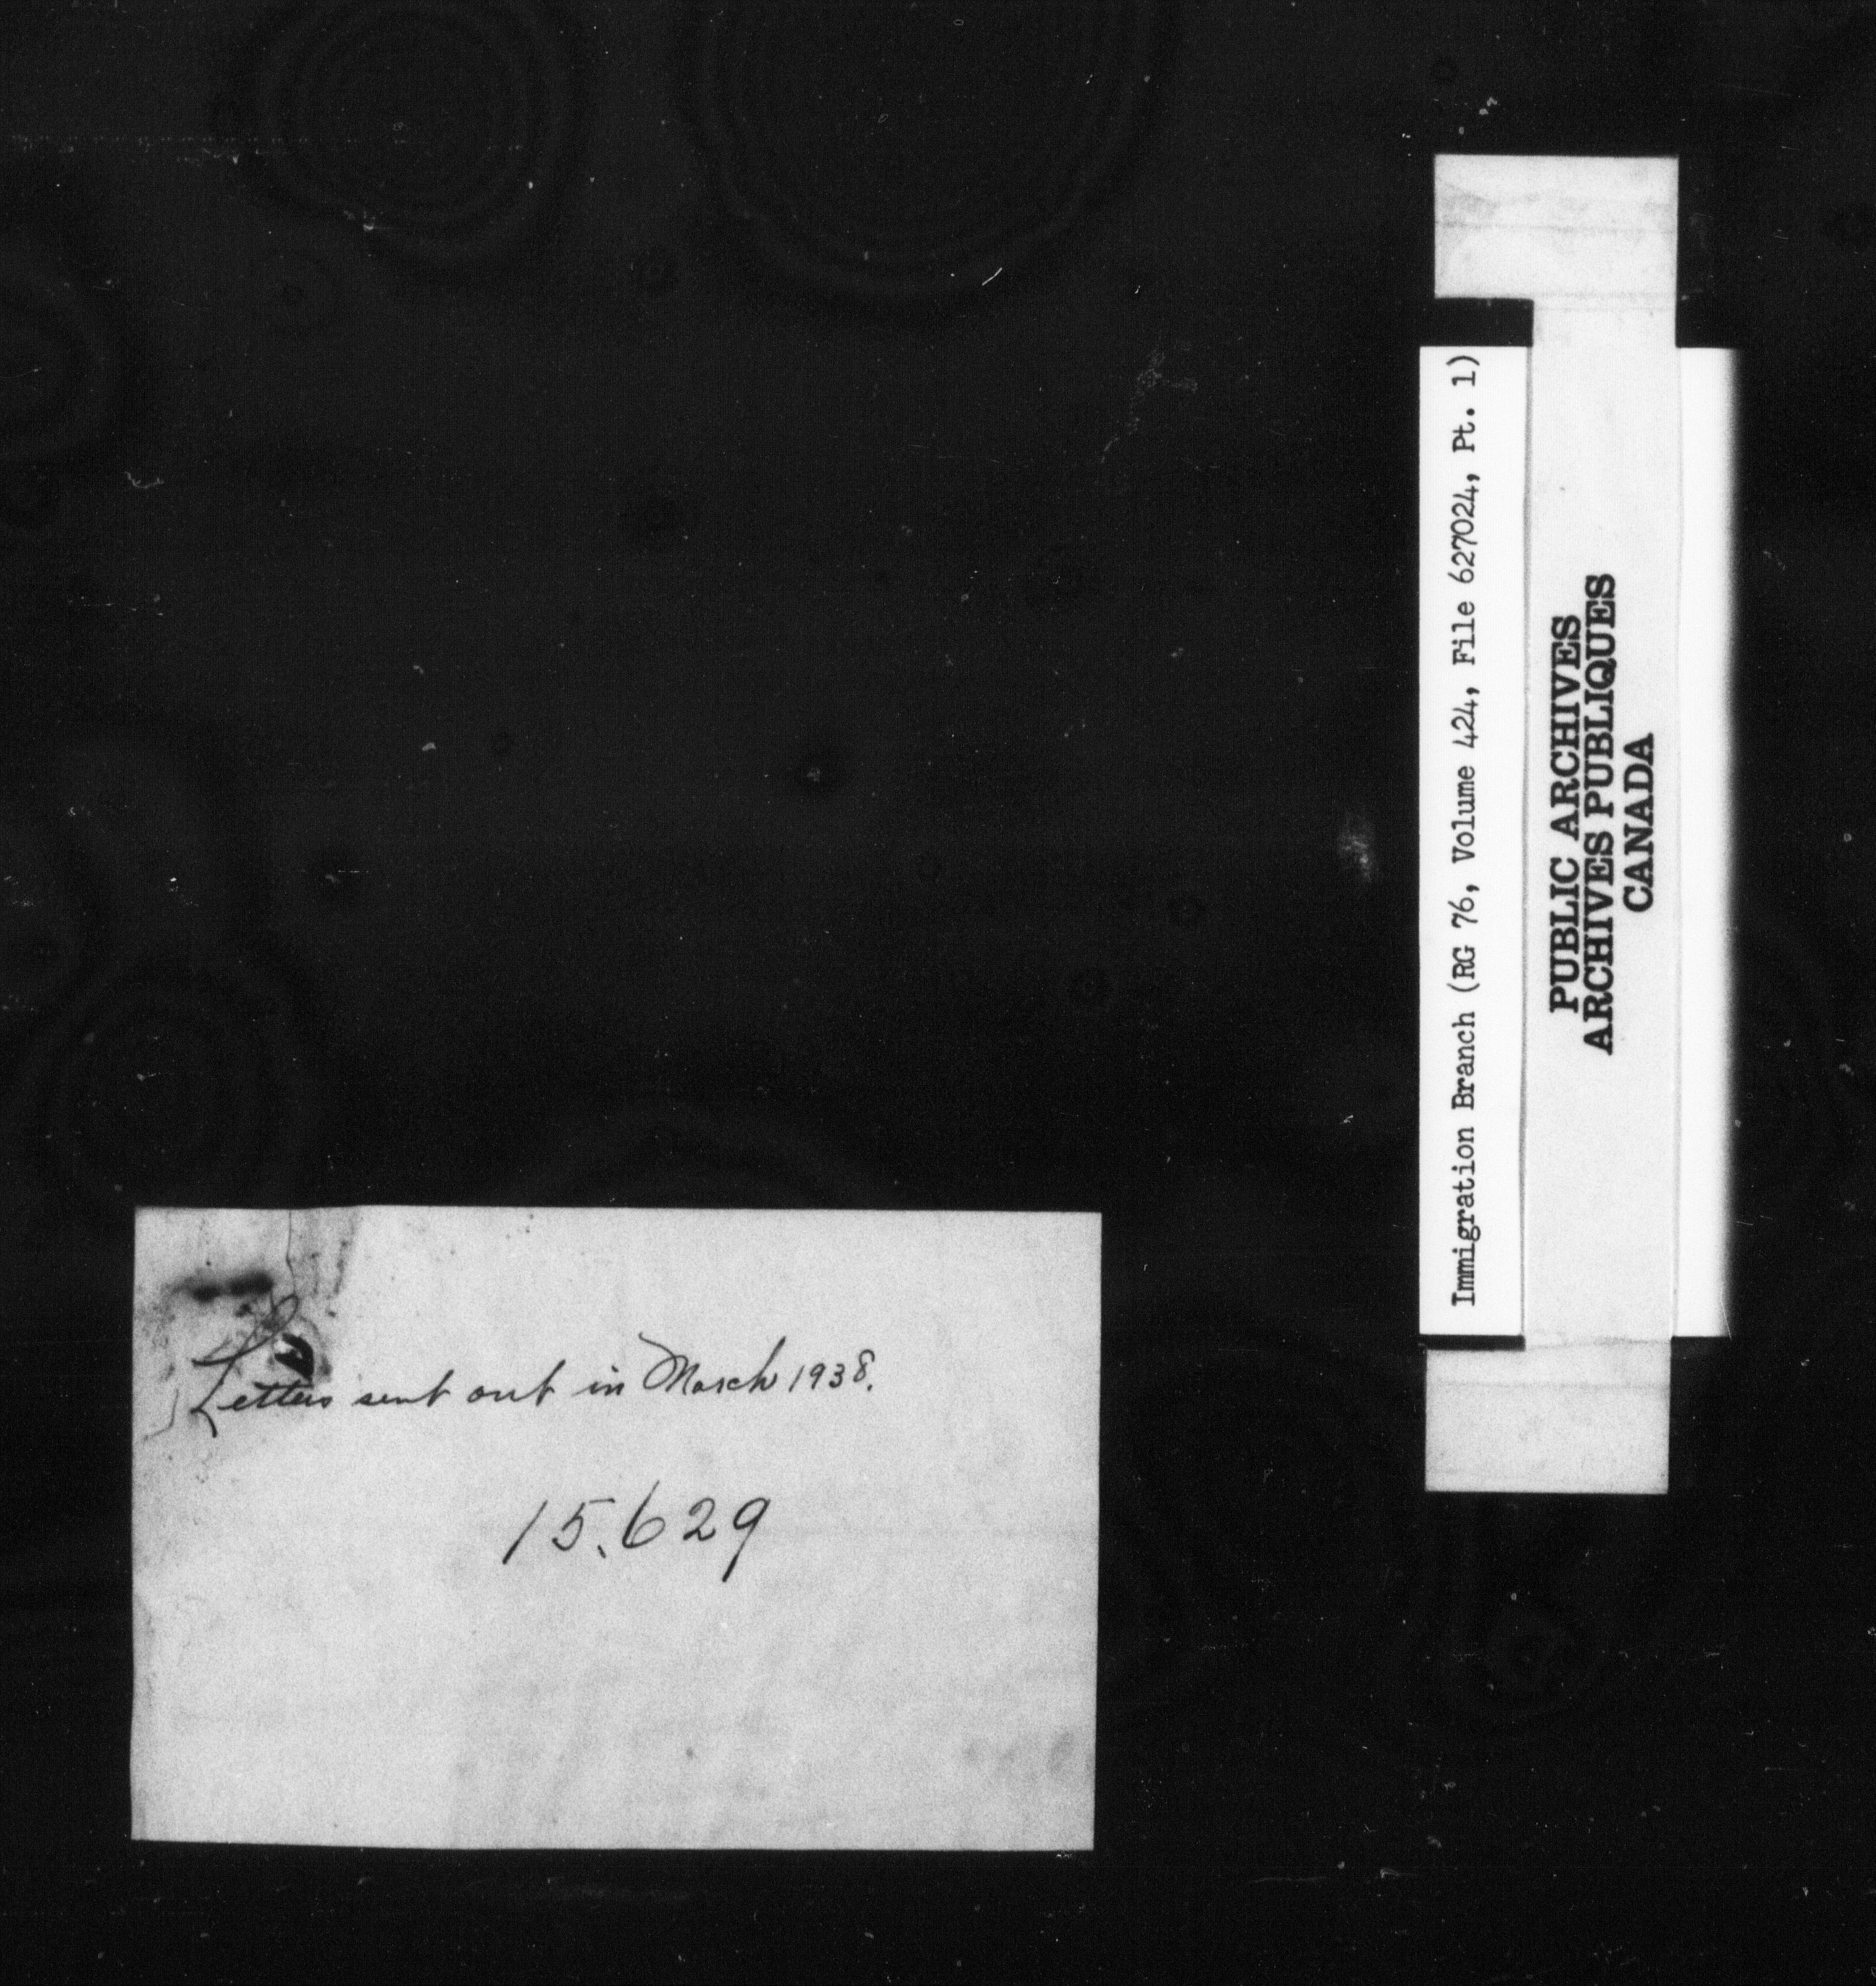 Letters sent out in March 1938.
15,629
Immigration Branch (RG 76, Volume 424, File 627024, Pt. 1)
PUBLIC ARCHIVES
ARCHIVES PUBLIQUES
CANADA